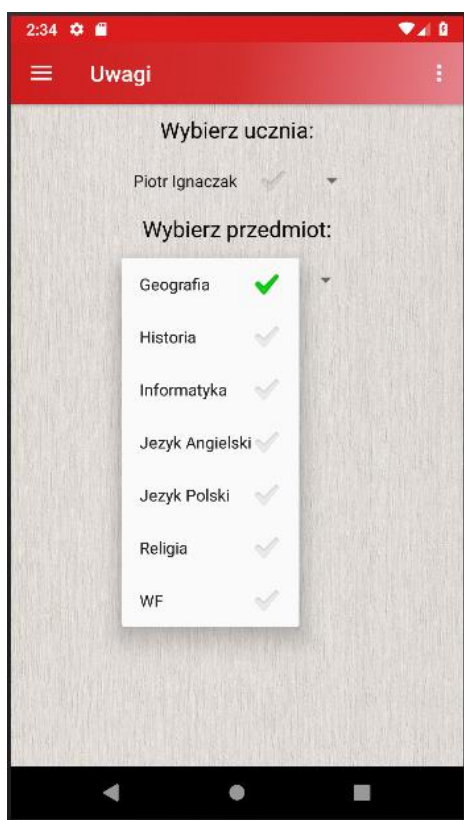 2:34
Uwagi
Wybierz ucznia:
Piotr Ignaczak
Wybierz przedmiot:
Geografia
Historia
Informatyka
Jezyk Angielski
Jezyk Polski
Religia
WF